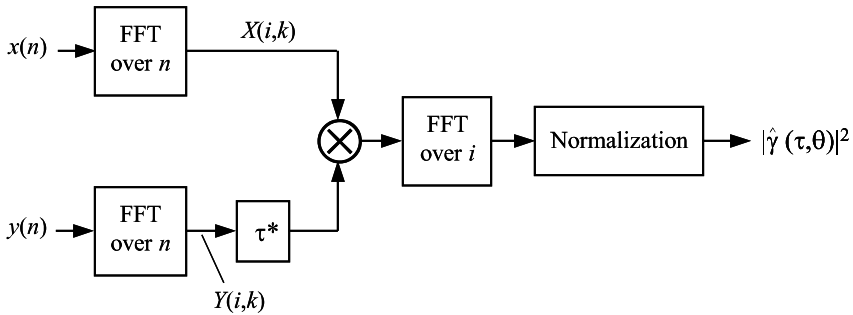 x(n)
FFT
over n
X(i,k)
FFT
over i
Normalization
|γ̂ (τ,θ)|²
y(n)
FFT
over n
τ*
Y(i,k)